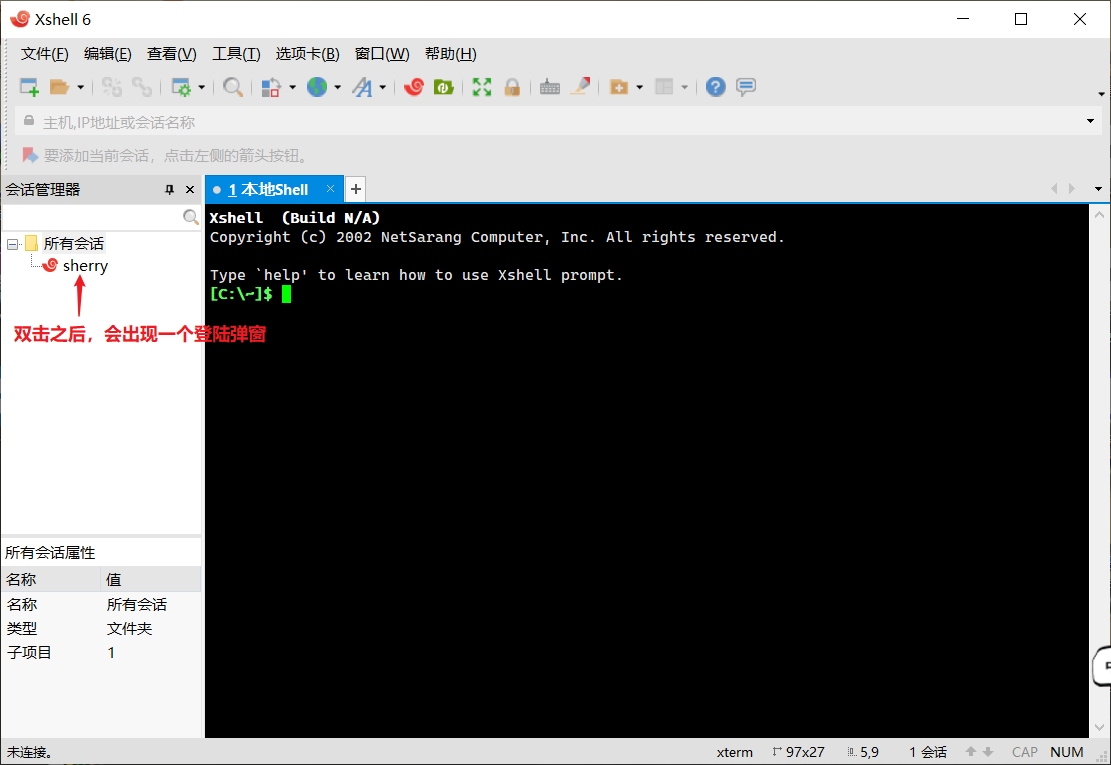 Xshell 6
文件(F) 编辑(E) 查看(V) 工具(T) 选项卡(B) 窗口(W) 帮助(H)
主机,IP地址或会话名称
要添加当前会话，点击左侧的箭头按钮。
会话管理器
1 本地Shell
所有会话
sherry
双击之后，会出现一个登陆弹窗
Xshell (Build N/A)
Copyright (c) 2002 NetSarang Computer, Inc. All rights reserved.
Type `help' to learn how to use Xshell prompt.
[C:\~]$
所有会话属性
名称 值
名称 所有会话
类型 文件夹
子项目 1
未连接。 xterm 97x27 5,9 1 会话 CAP NUM